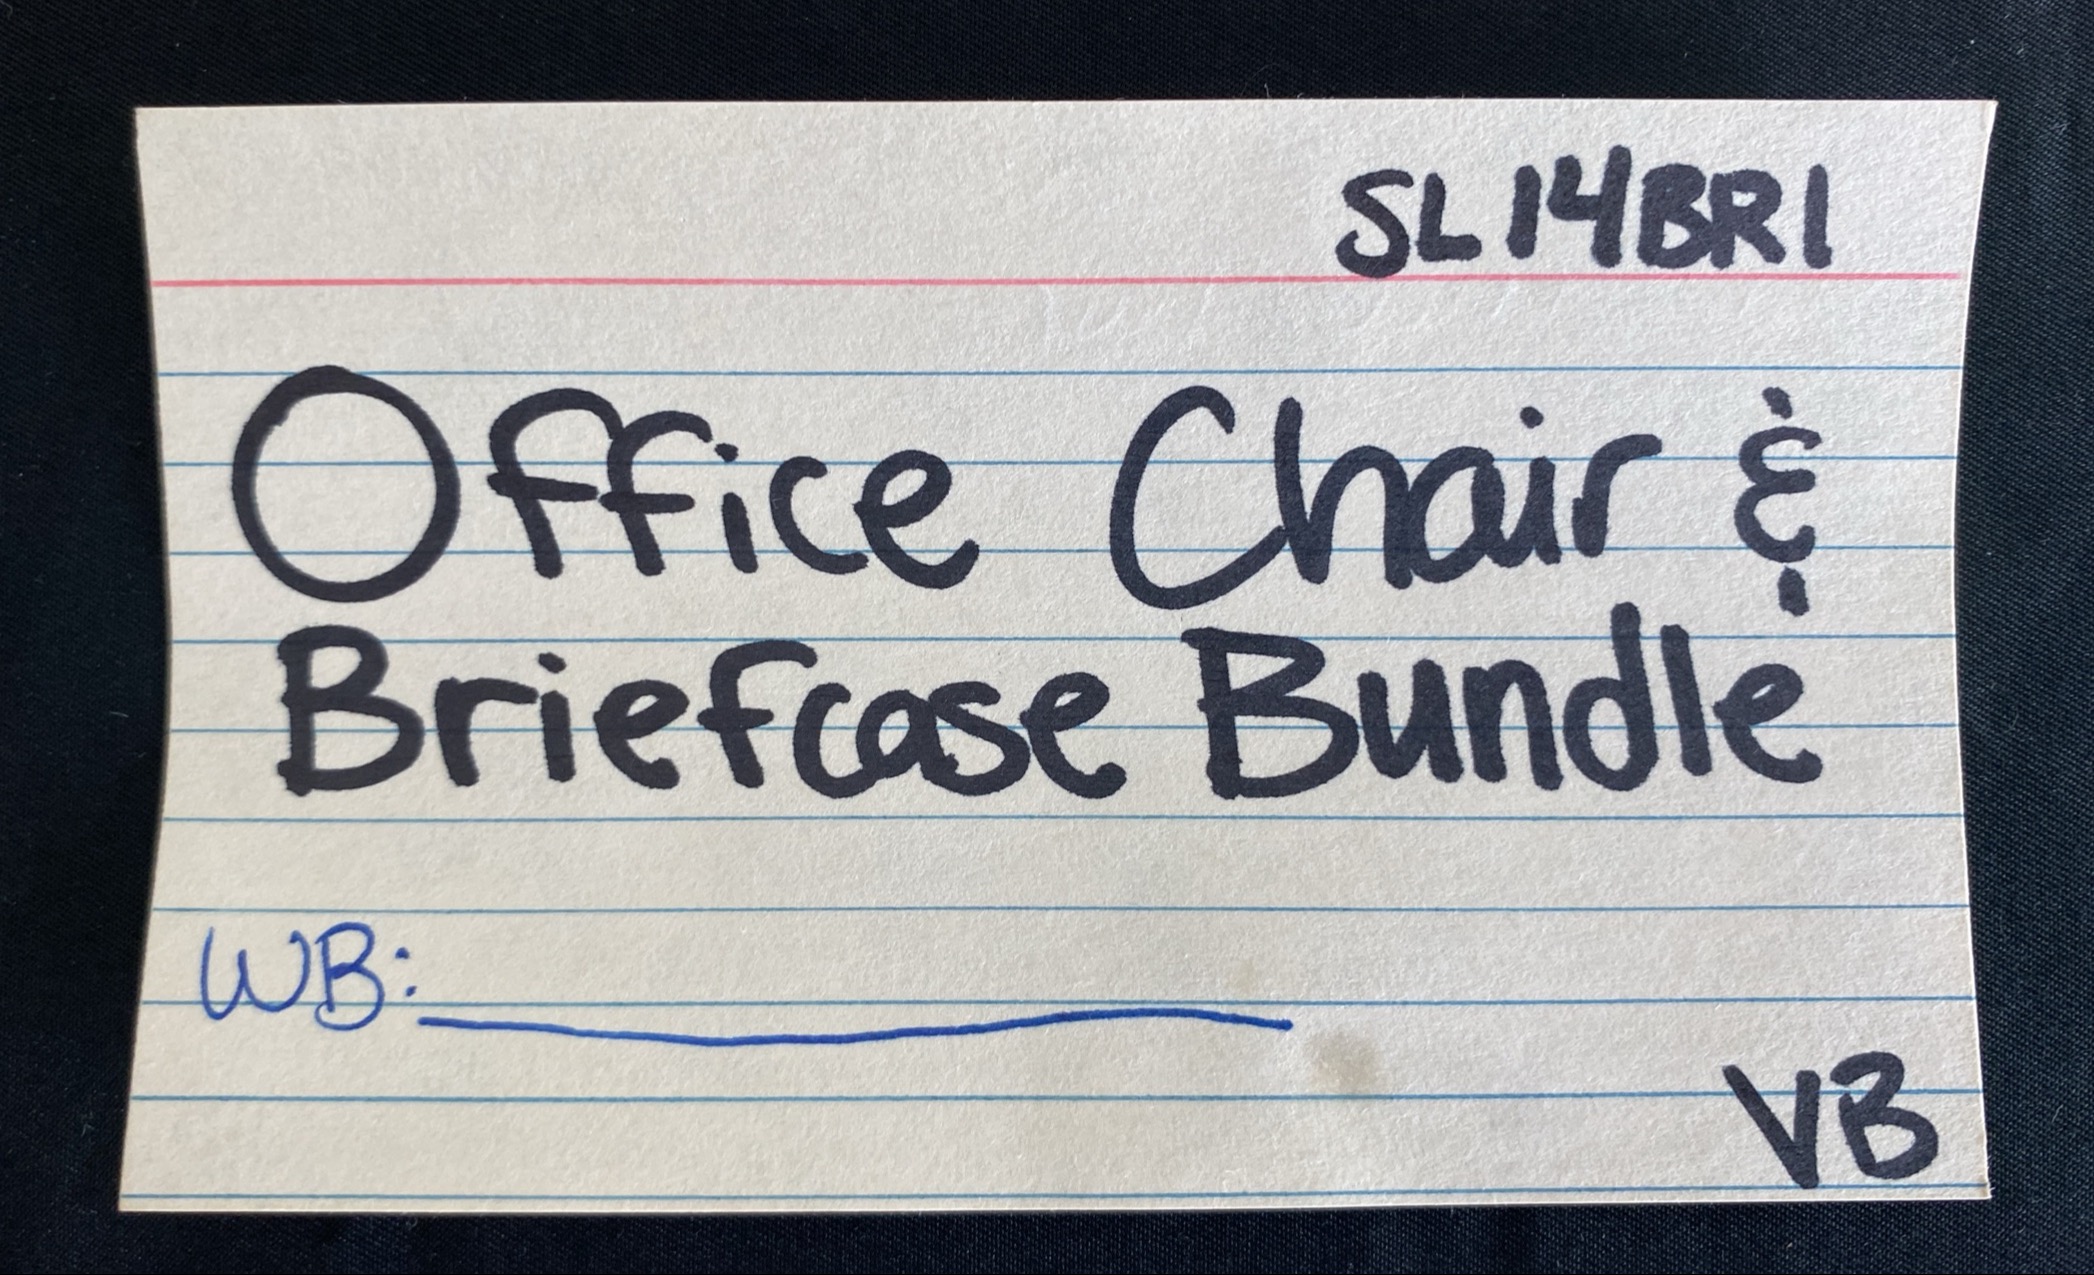 SL14BR1
Office Chair &
Briefcase Bundle
WB:
VB